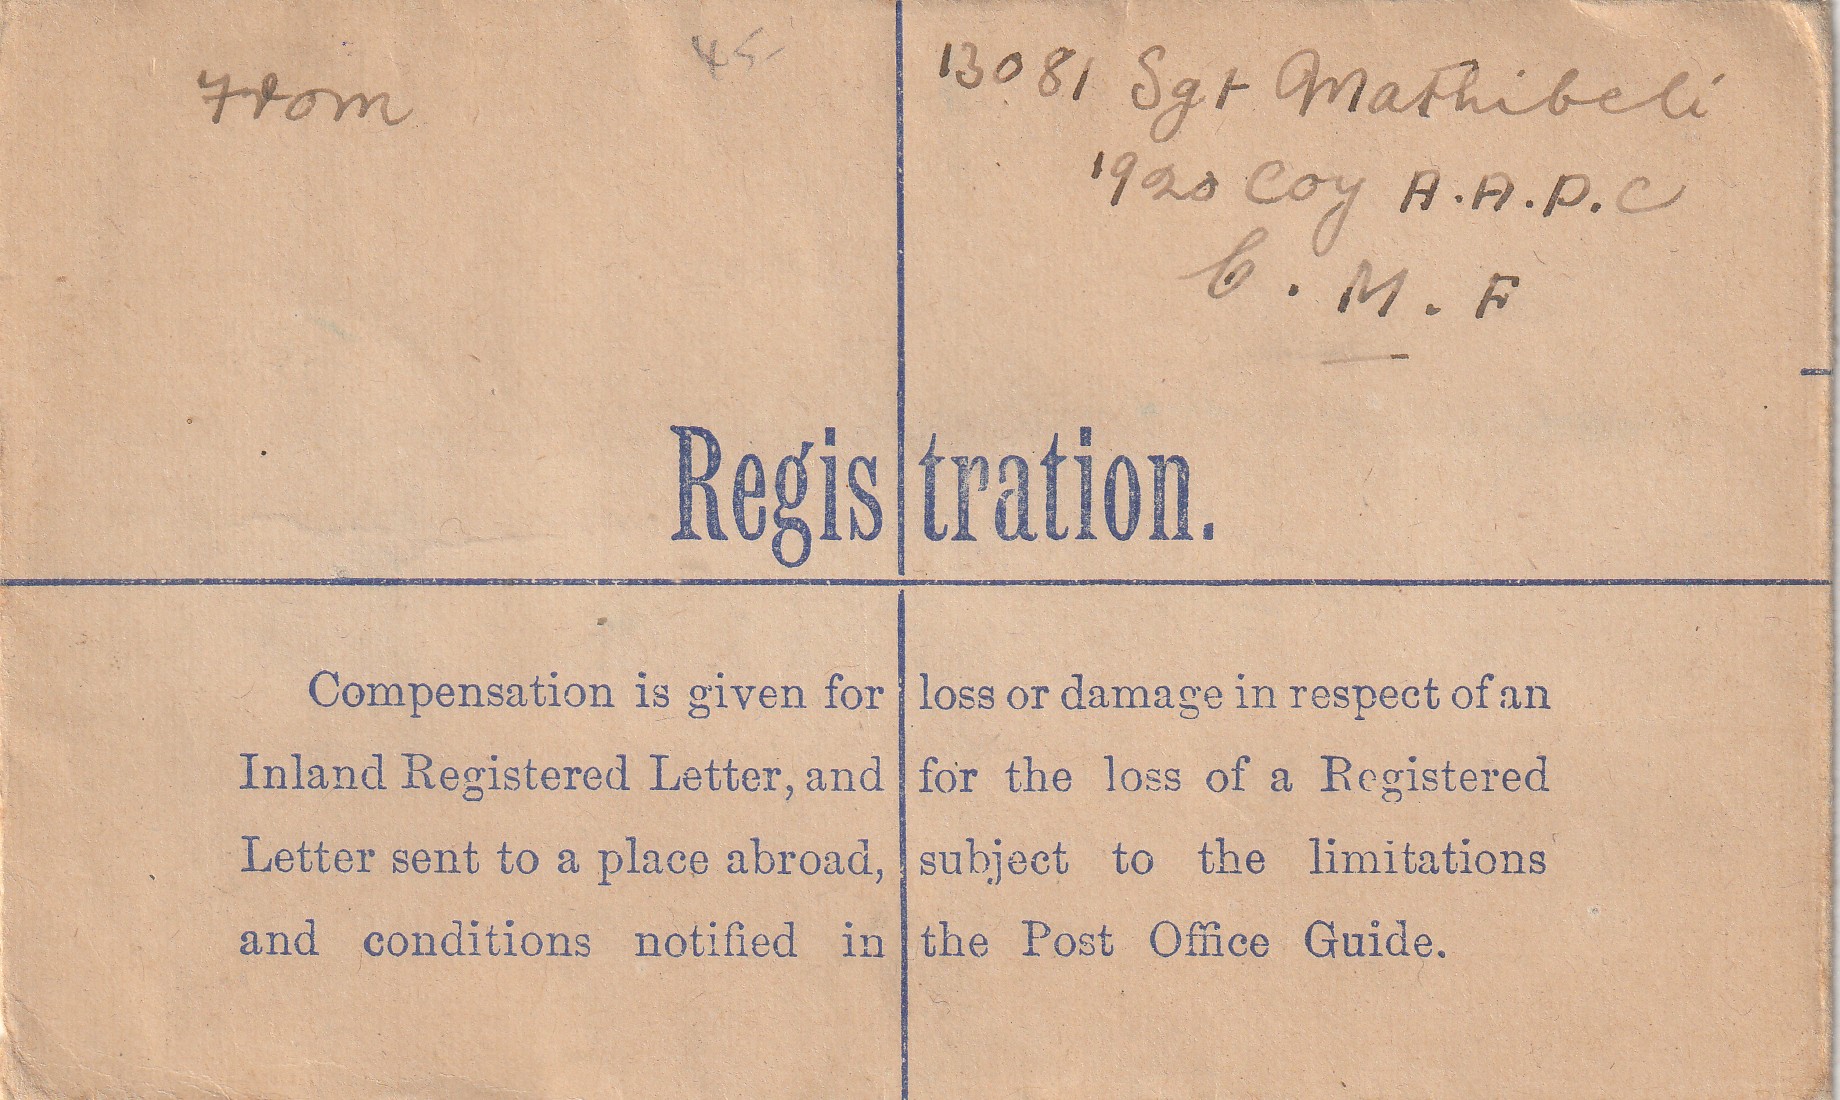 45-
From
13081 Sgt Mathibeli
1920 Coy A.A.P.C
C. M. F
Registration.
Compensation is given for loss or damage in respect of an
Inland Registered Letter, and for the loss of a Registered
Letter sent to a place abroad, subject to the limitations
and conditions notified in the Post Office Guide.